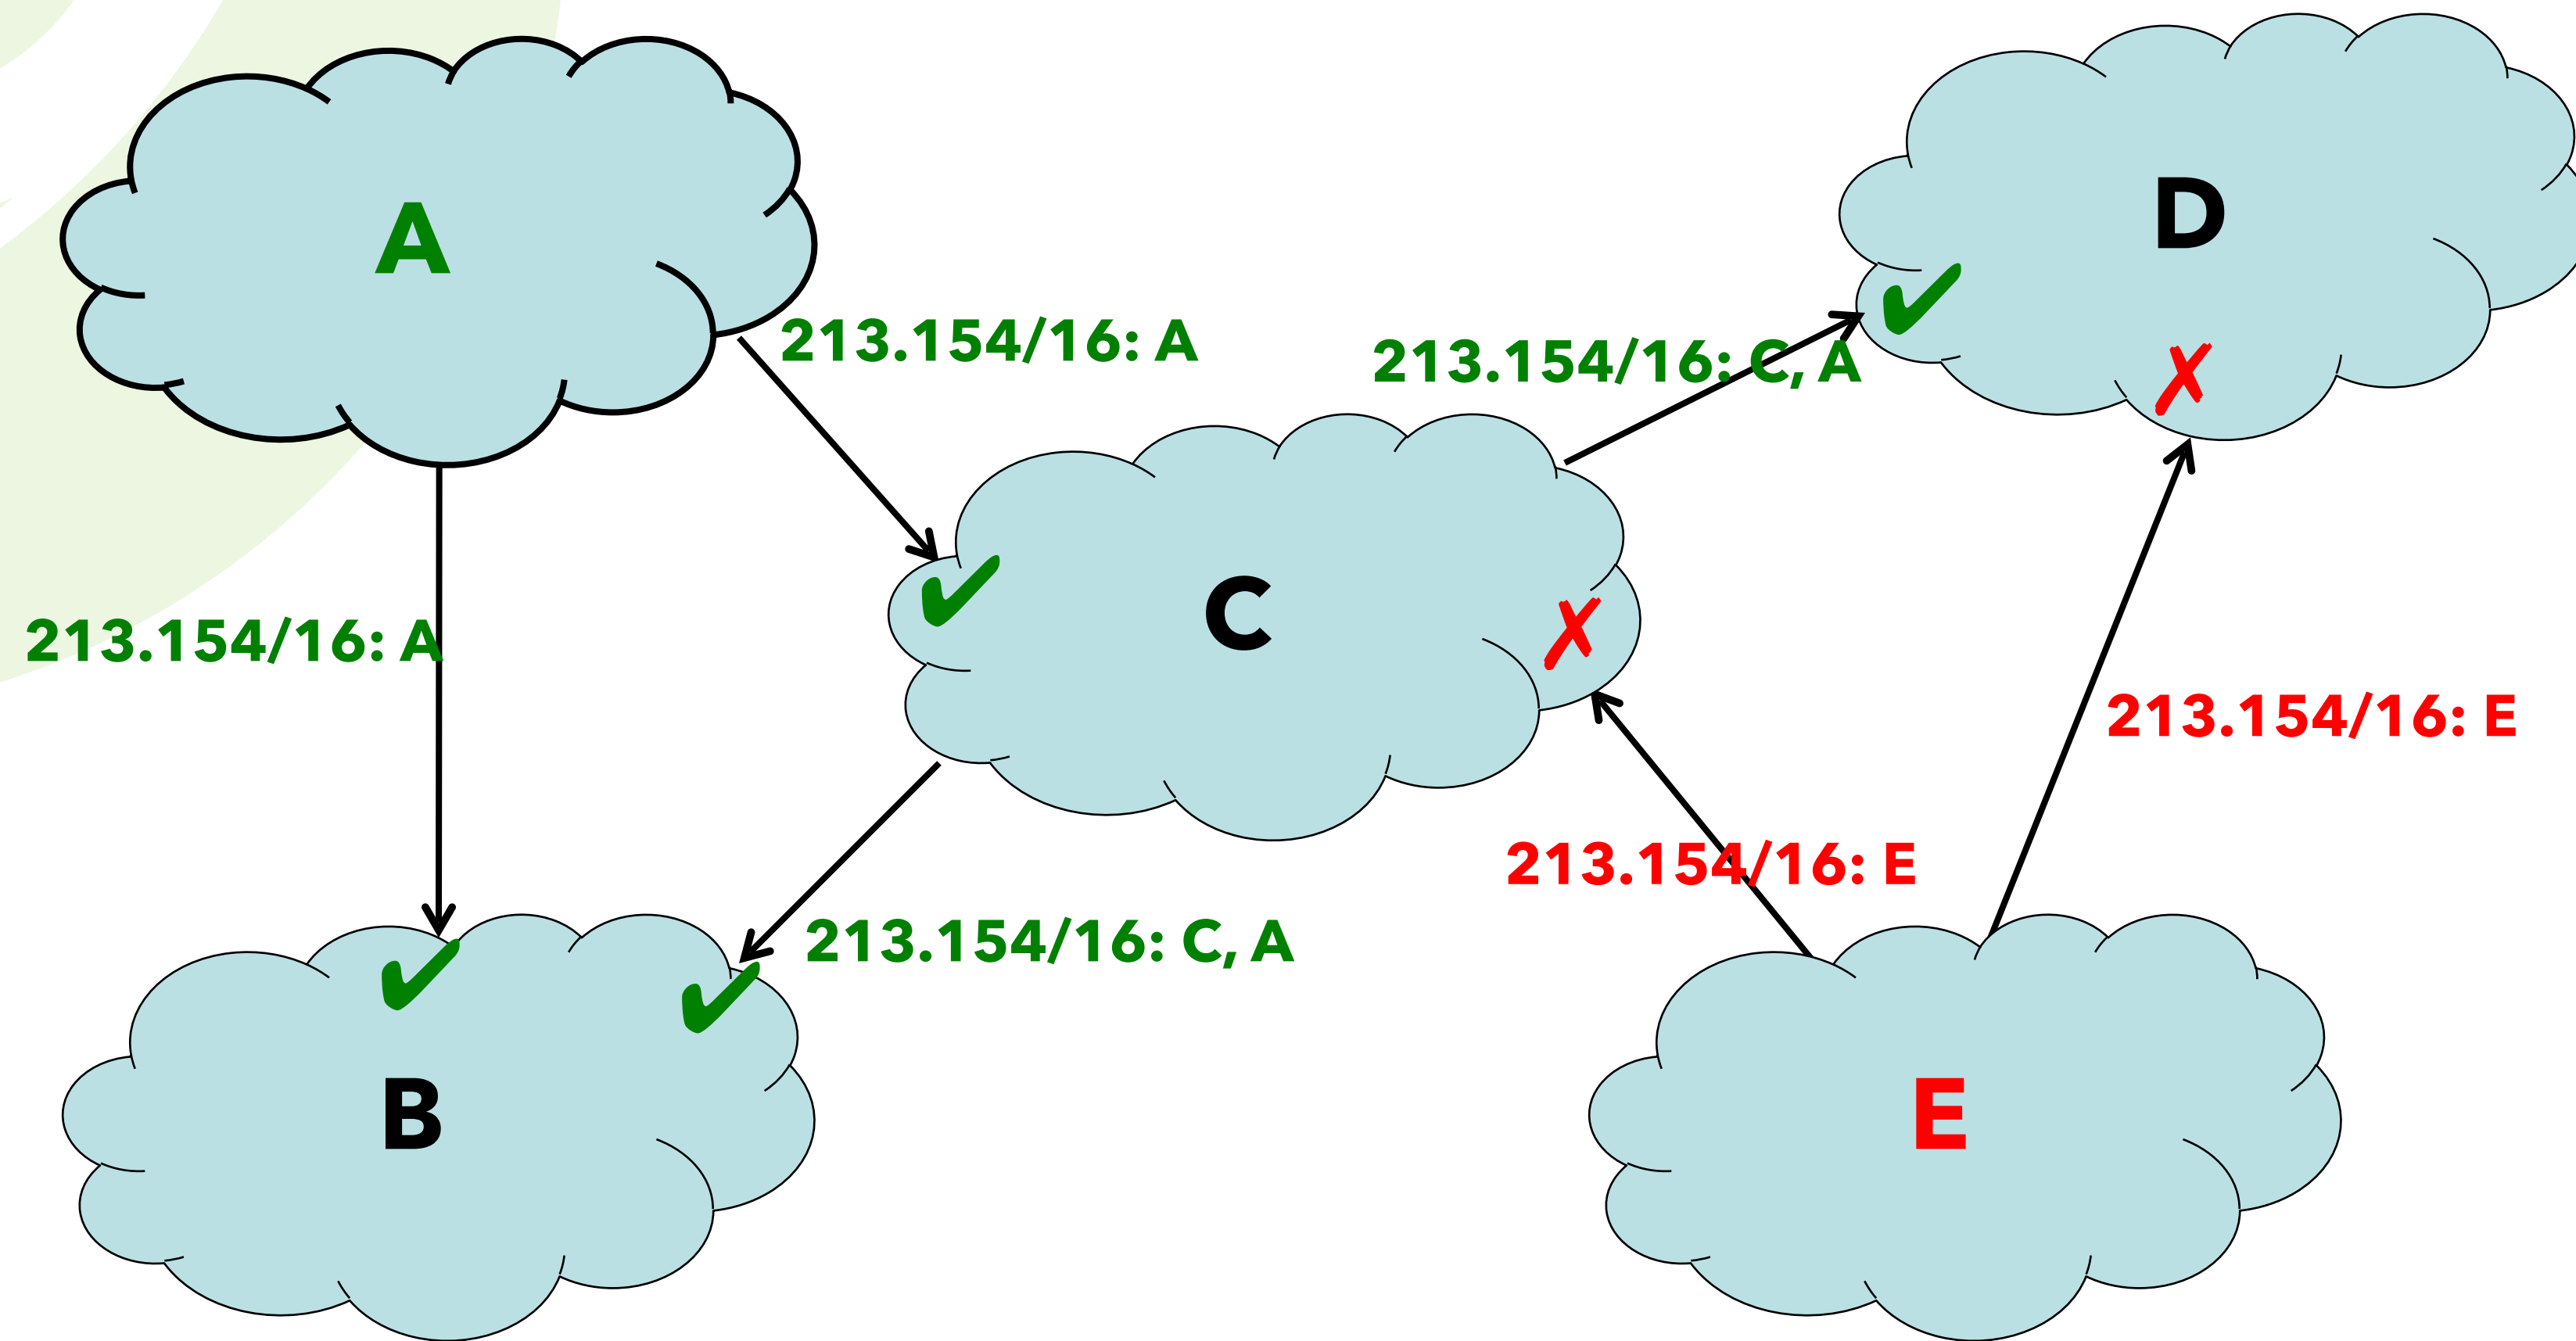 A
D
213.154/16: A
213.154/16: C, A
✔
✗
✔
C
✗
213.154/16: A
213.154/16: E
213.154/16: E
213.154/16: C, A
✔
✔
B
E